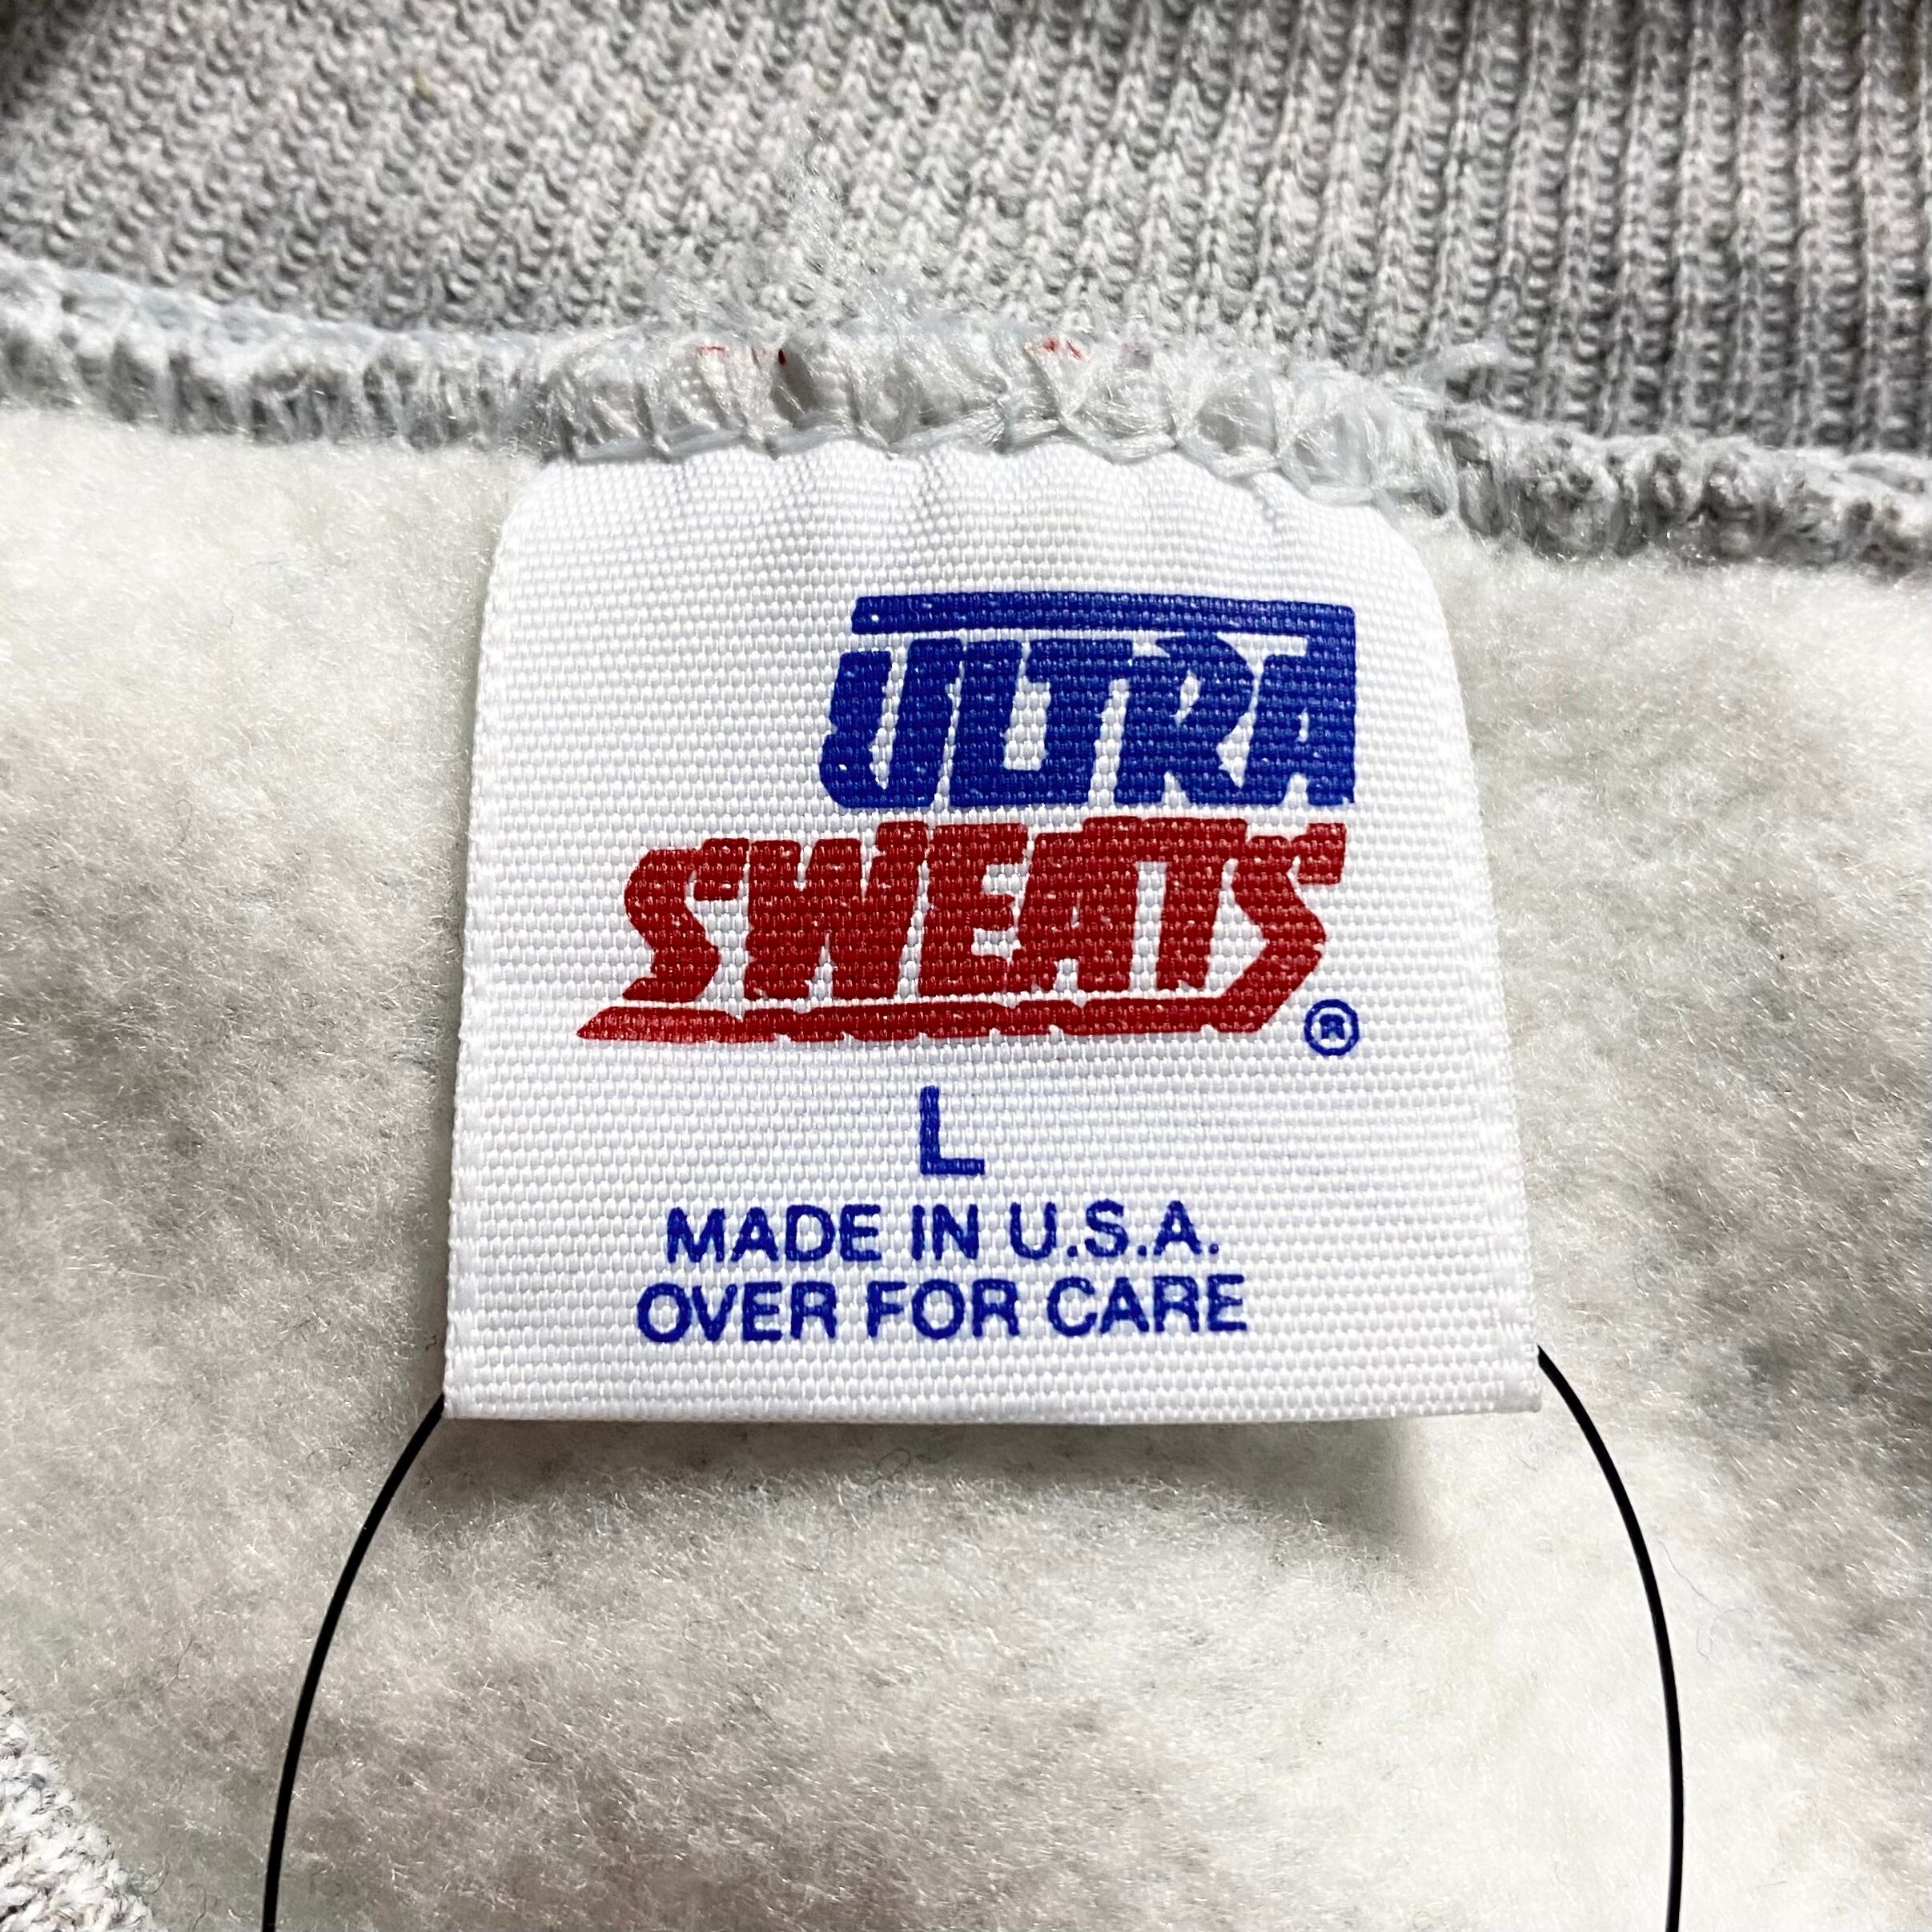 ULTRA
SWEATS
®
L
MADE IN U.S.A.
OVER FOR CARE